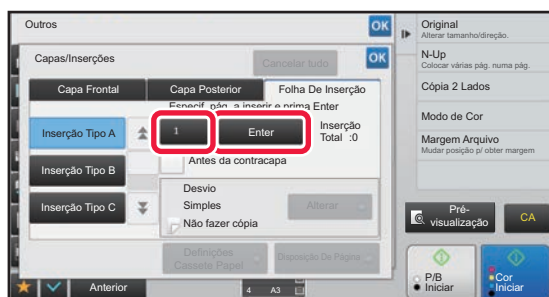 Outros
OK
Original
Alterar tamanho/direção.
Capas/Inserções
Cancelar tudo
OK
N-Up
Colocar várias pág. numa pág.
Capa Frontal
Capa Posterior
Folha De Inserção
Cópia 2 Lados
Especif. pág. a inserir e prima Enter
Modo de Cor
Inserção Tipo A
1
Enter
Inserção
Total :0
Margem Arquivo
Mudar posição p/ obter margem
Antes da contracapa
Inserção Tipo B
Desvio
Simples
Alterar
Inserção Tipo C
Não fazer cópia
Pré-
visualização
CA
Definições
Cassete Papel
Disposição De Página
Anterior
4
A3
P/B
Iniciar
Cor
Iniciar